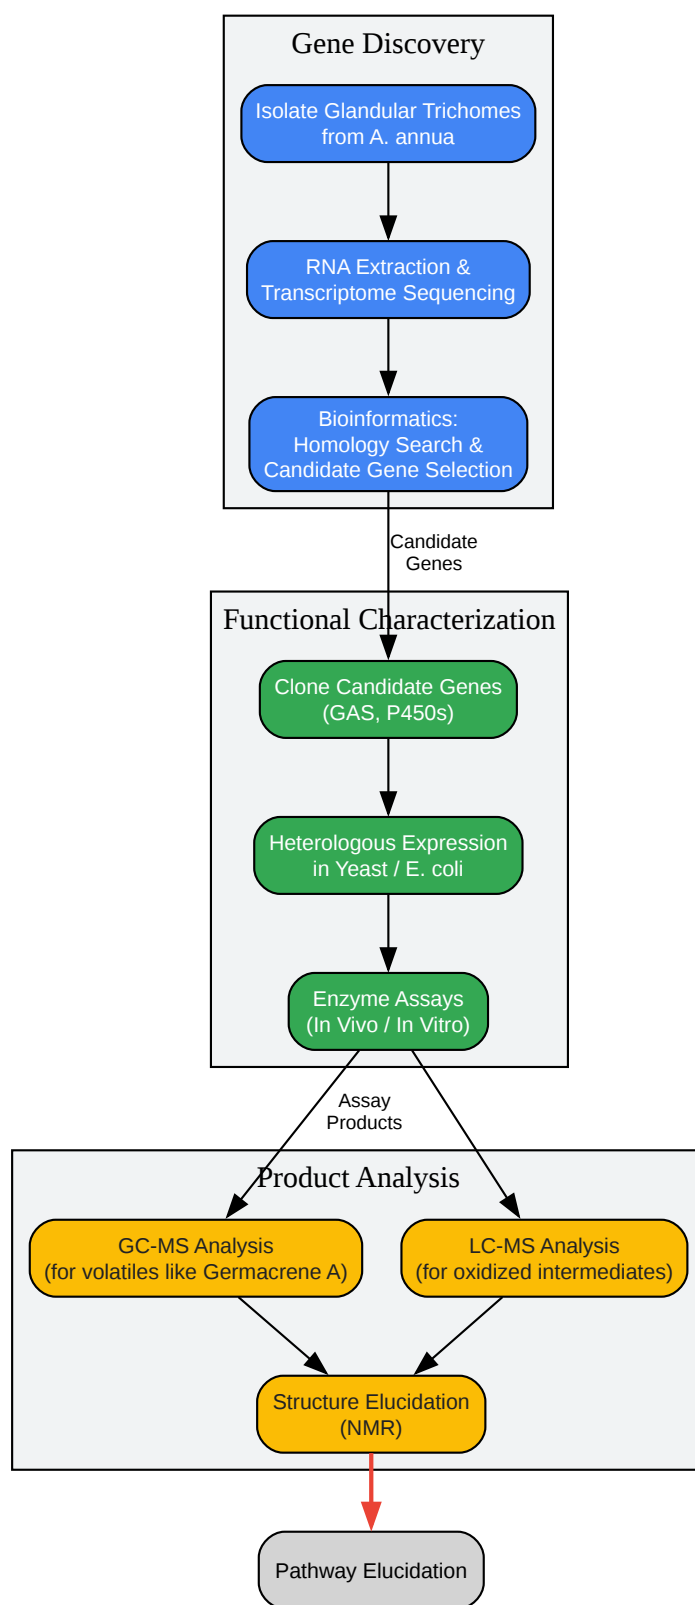 Gene Discovery
Isolate Glandular Trichomes
from A. annua
RNA Extraction &
Transcriptome Sequencing
Bioinformatics:
Homology Search &
Candidate Gene Selection
Candidate
Genes
Functional Characterization
Clone Candidate Genes
(GAS, P450s)
Heterologous Expression
in Yeast / E. coli
Enzyme Assays
(In Vivo / In Vitro)
Assay
Products
Product Analysis
GC-MS Analysis
(for volatiles like Germacrene A)
LC-MS Analysis
(for oxidized intermediates)
Structure Elucidation
(NMR)
Pathway Elucidation